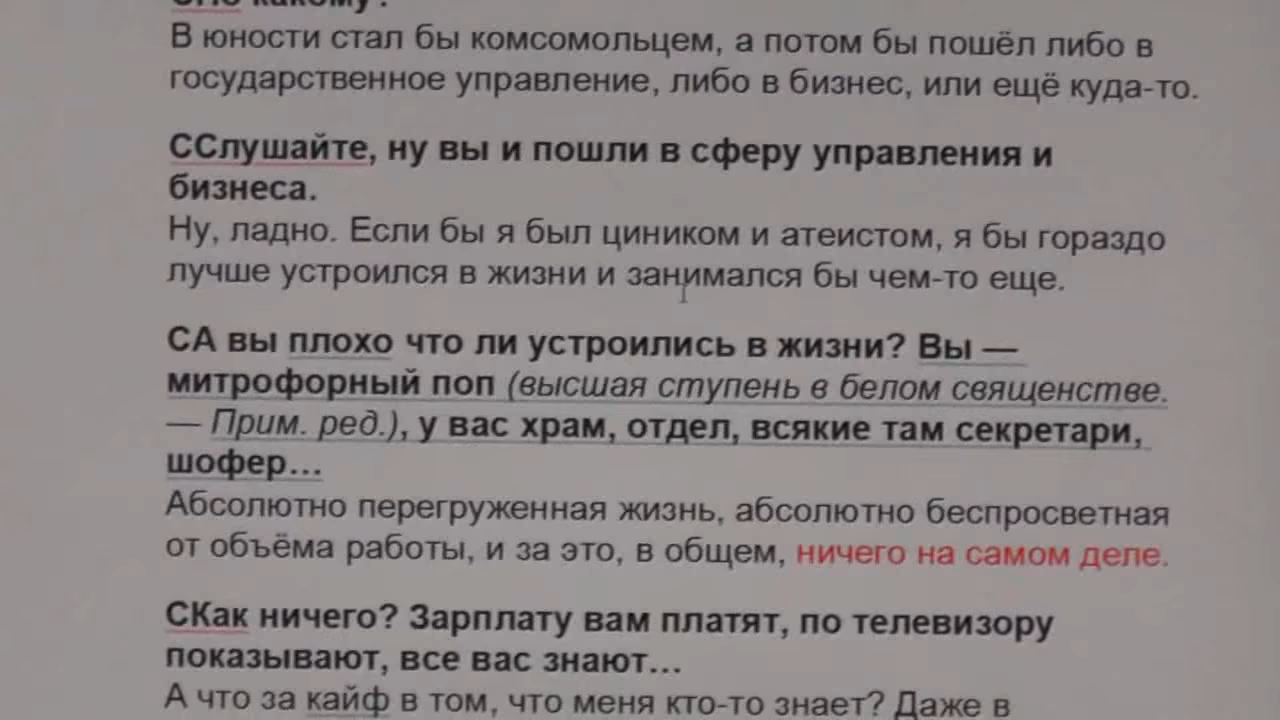 какому?
В юности стал бы комсомольцем, а потом бы пошёл либо в
государственное управление, либо в бизнес, или ещё куда-то.
ССлушайте, ну вы и пошли в сферу управления и
бизнеса.
Ну, ладно. Если бы я был циником и атеистом, я бы гораздо
лучше устроился в жизни и занимался бы чем-то еще.
СА вы плохо что ли устроились в жизни? Вы —
митрофорный поп (высшая ступень в белом священстве.
— Прим. ред.), у вас храм, отдел, всякие там секретари,
шофер...
Абсолютно перегруженная жизнь, абсолютно беспросветная
от объёма работы, и за это, в общем, ничего на самом деле.
СКак ничего? Зарплату вам платят, по телевизору
показывают, все вас знают...
А что за кайф в том, что меня кто-то знает? Даже в